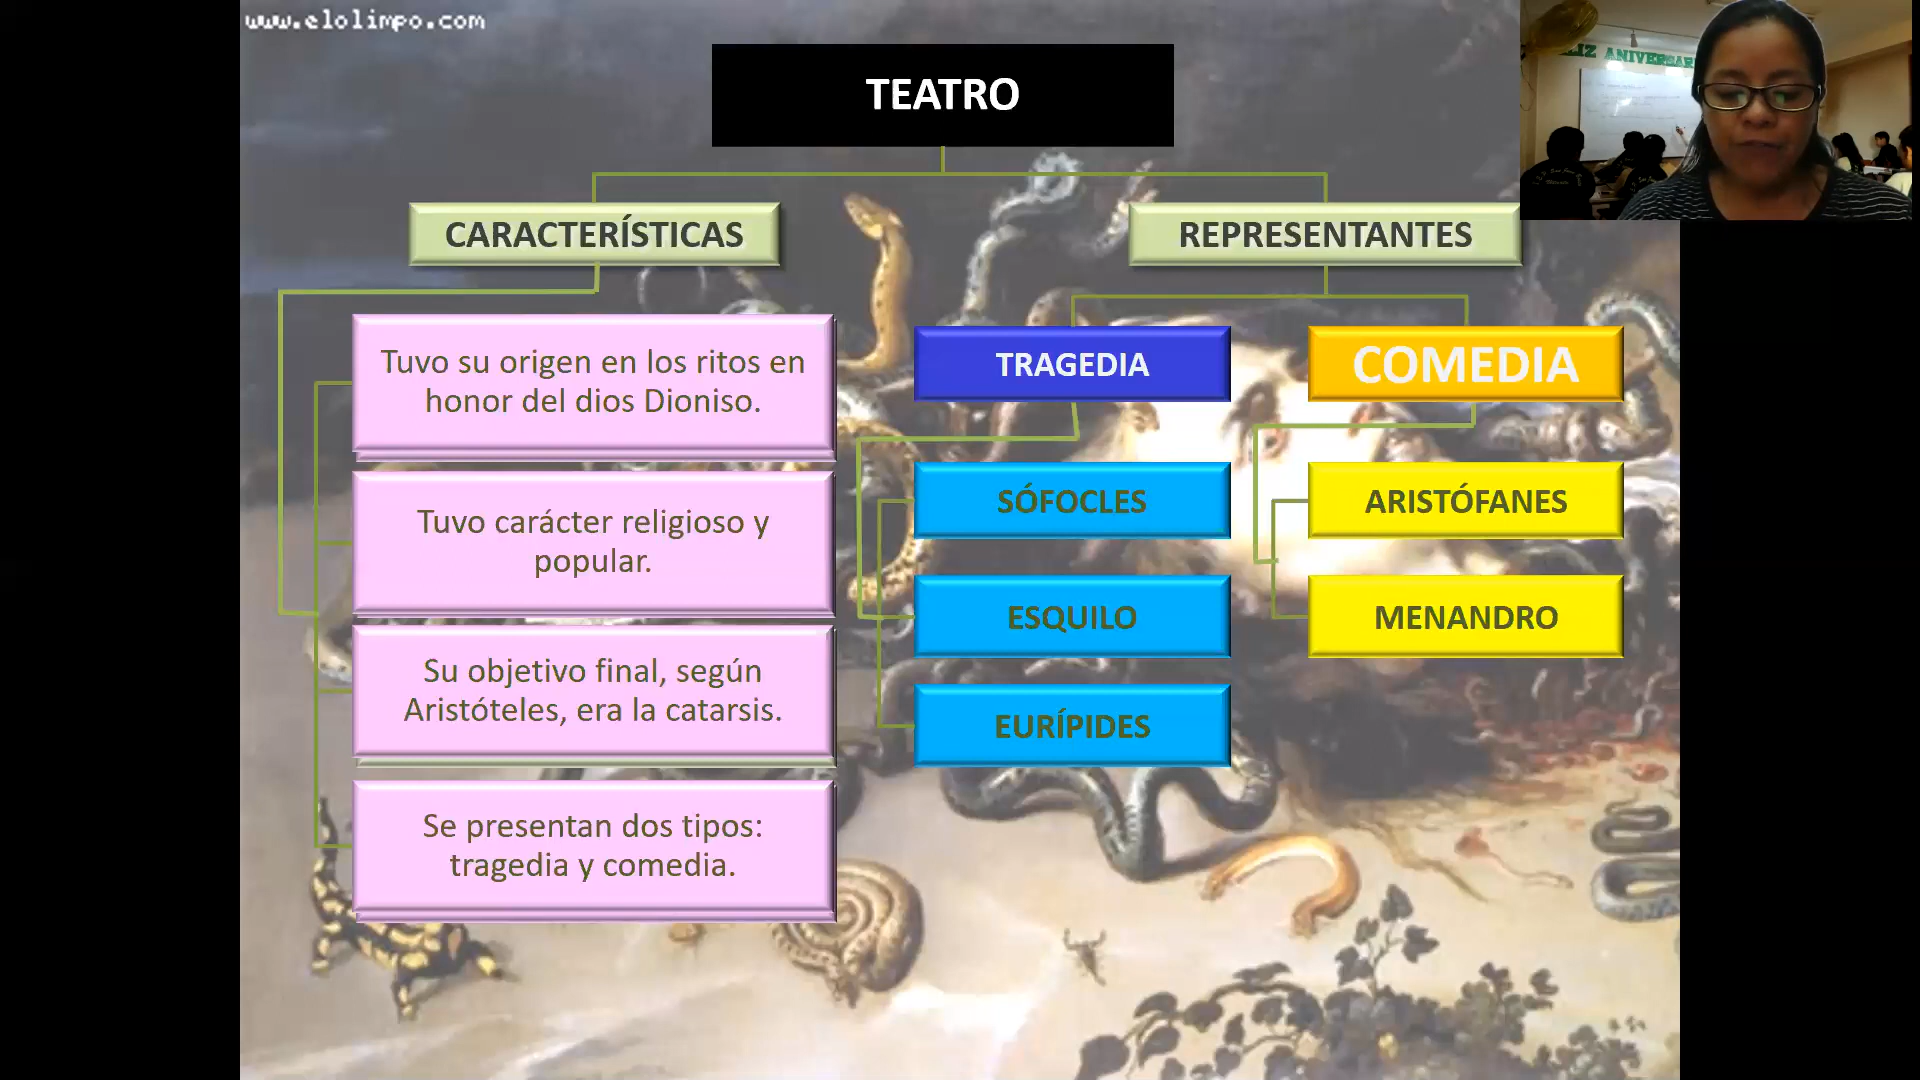 www.elolimpo.com
TEATRO
CARACTERÍSTICAS
Tuvo su origen en los ritos en
honor del dios Dioniso.
Tuvo carácter religioso y
popular.
Su objetivo final, según
Aristóteles, era la catarsis.
Se presentan dos tipos:
tragedia y comedia.
REPRESENTANTES
TRAGEDIA
SÓFOCLES
ESQUILO
EURÍPIDES
COMEDIA
ARISTÓFANES
MENANDRO
LIZ ANIVERSAR